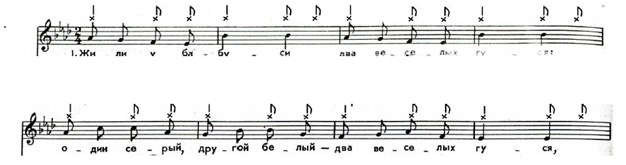 1. Жи - ли у ба - бу - си два ве - се - лых гу - ся:
о - дин се - рый, дру - гой бе - лый — два ве - се - лых гу - ся,